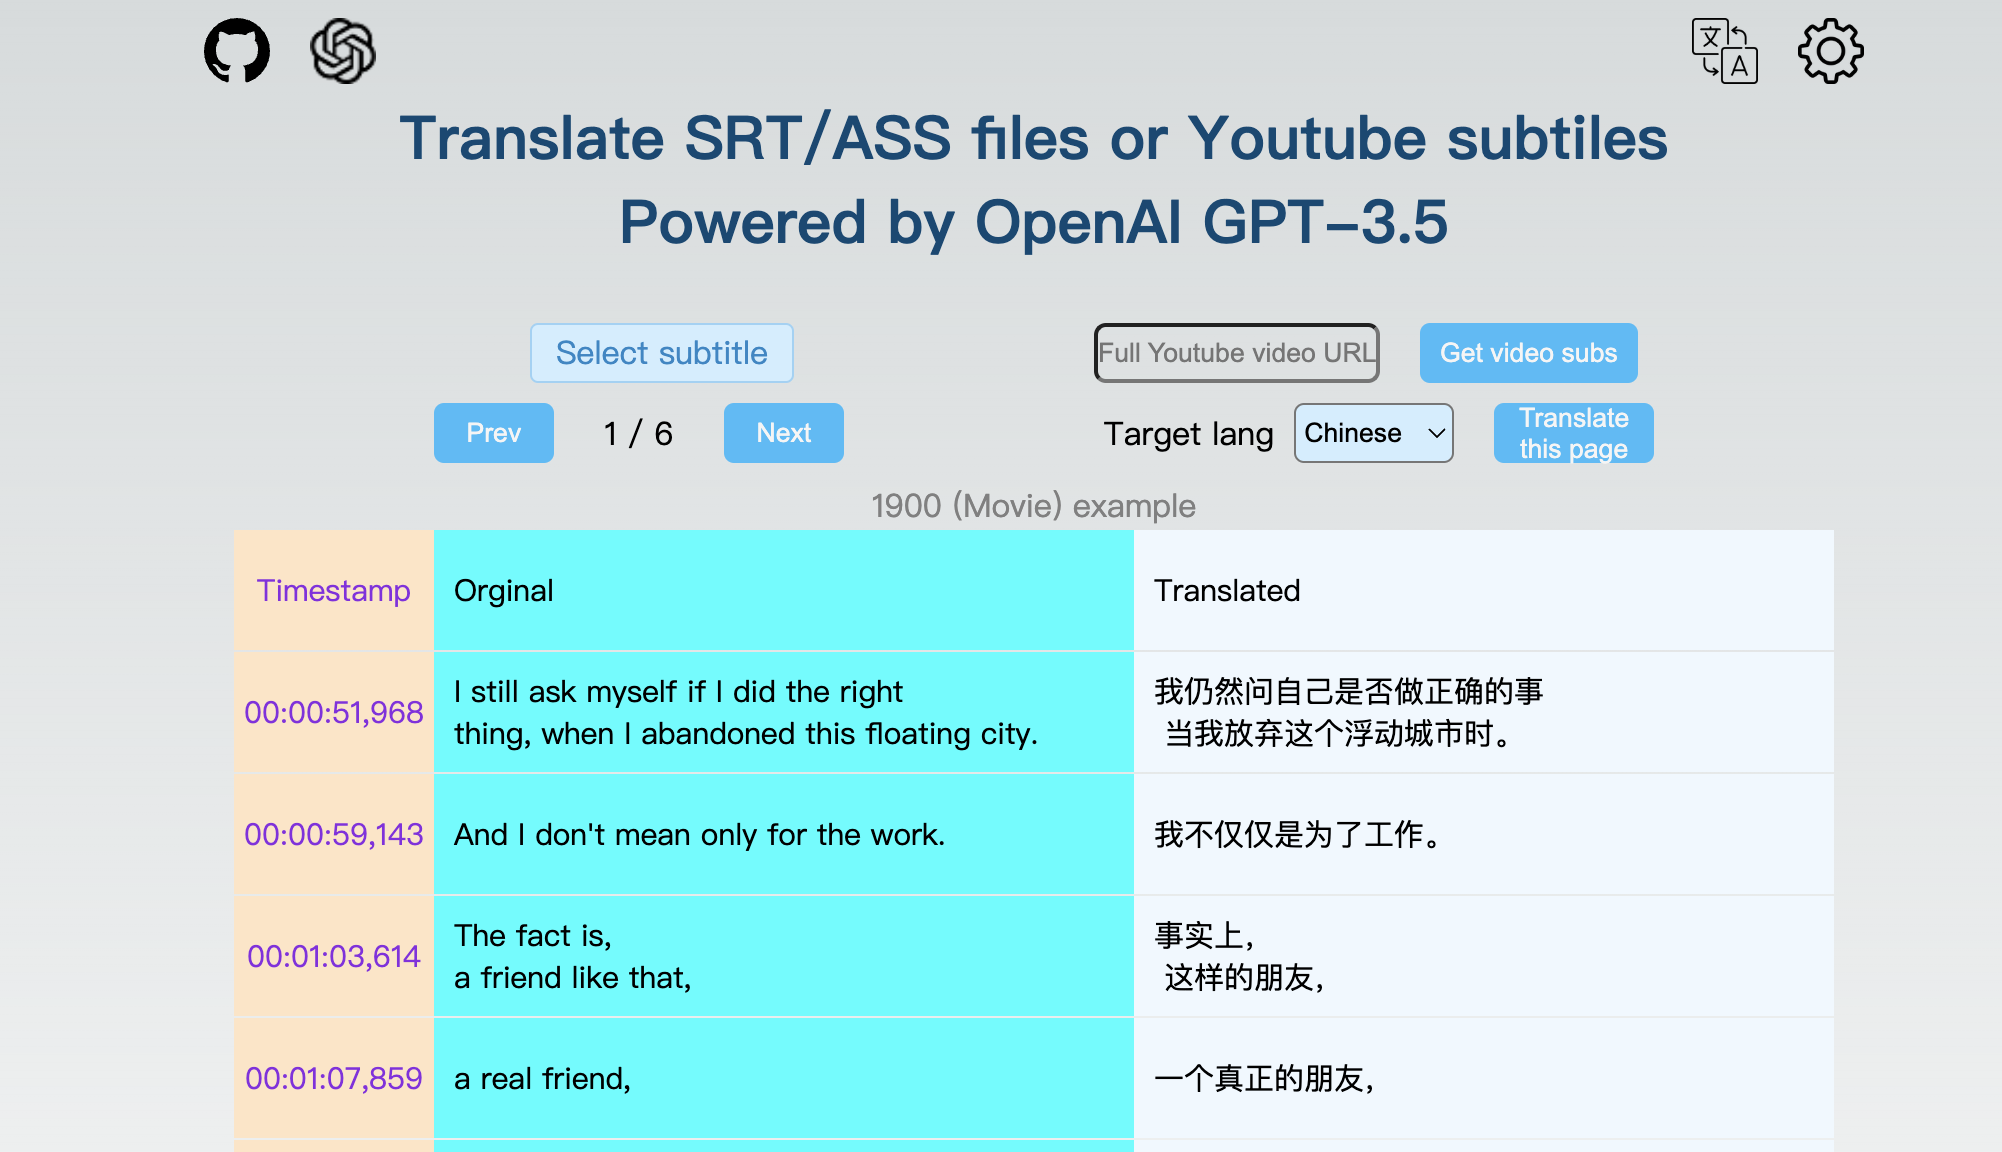 文
A
Translate SRT/ASS files or Youtube subtiles
Powered by OpenAI GPT-3.5
Select subtitle
Full Youtube video URL
Get video subs
Prev
1 / 6
Next
Target lang
Chinese
Translate
this page
1900 (Movie) example
Timestamp
Orginal
Translated
00:00:51,968
I still ask myself if I did the right
thing, when I abandoned this floating city.
我仍然问自己是否做正确的事
当我放弃这个浮动城市时。
00:00:59,143
And I don't mean only for the work.
我不仅仅是为了工作。
00:01:03,614
The fact is,
a friend like that,
事实上，
这样的朋友，
00:01:07,859
a real friend,
一个真正的朋友，